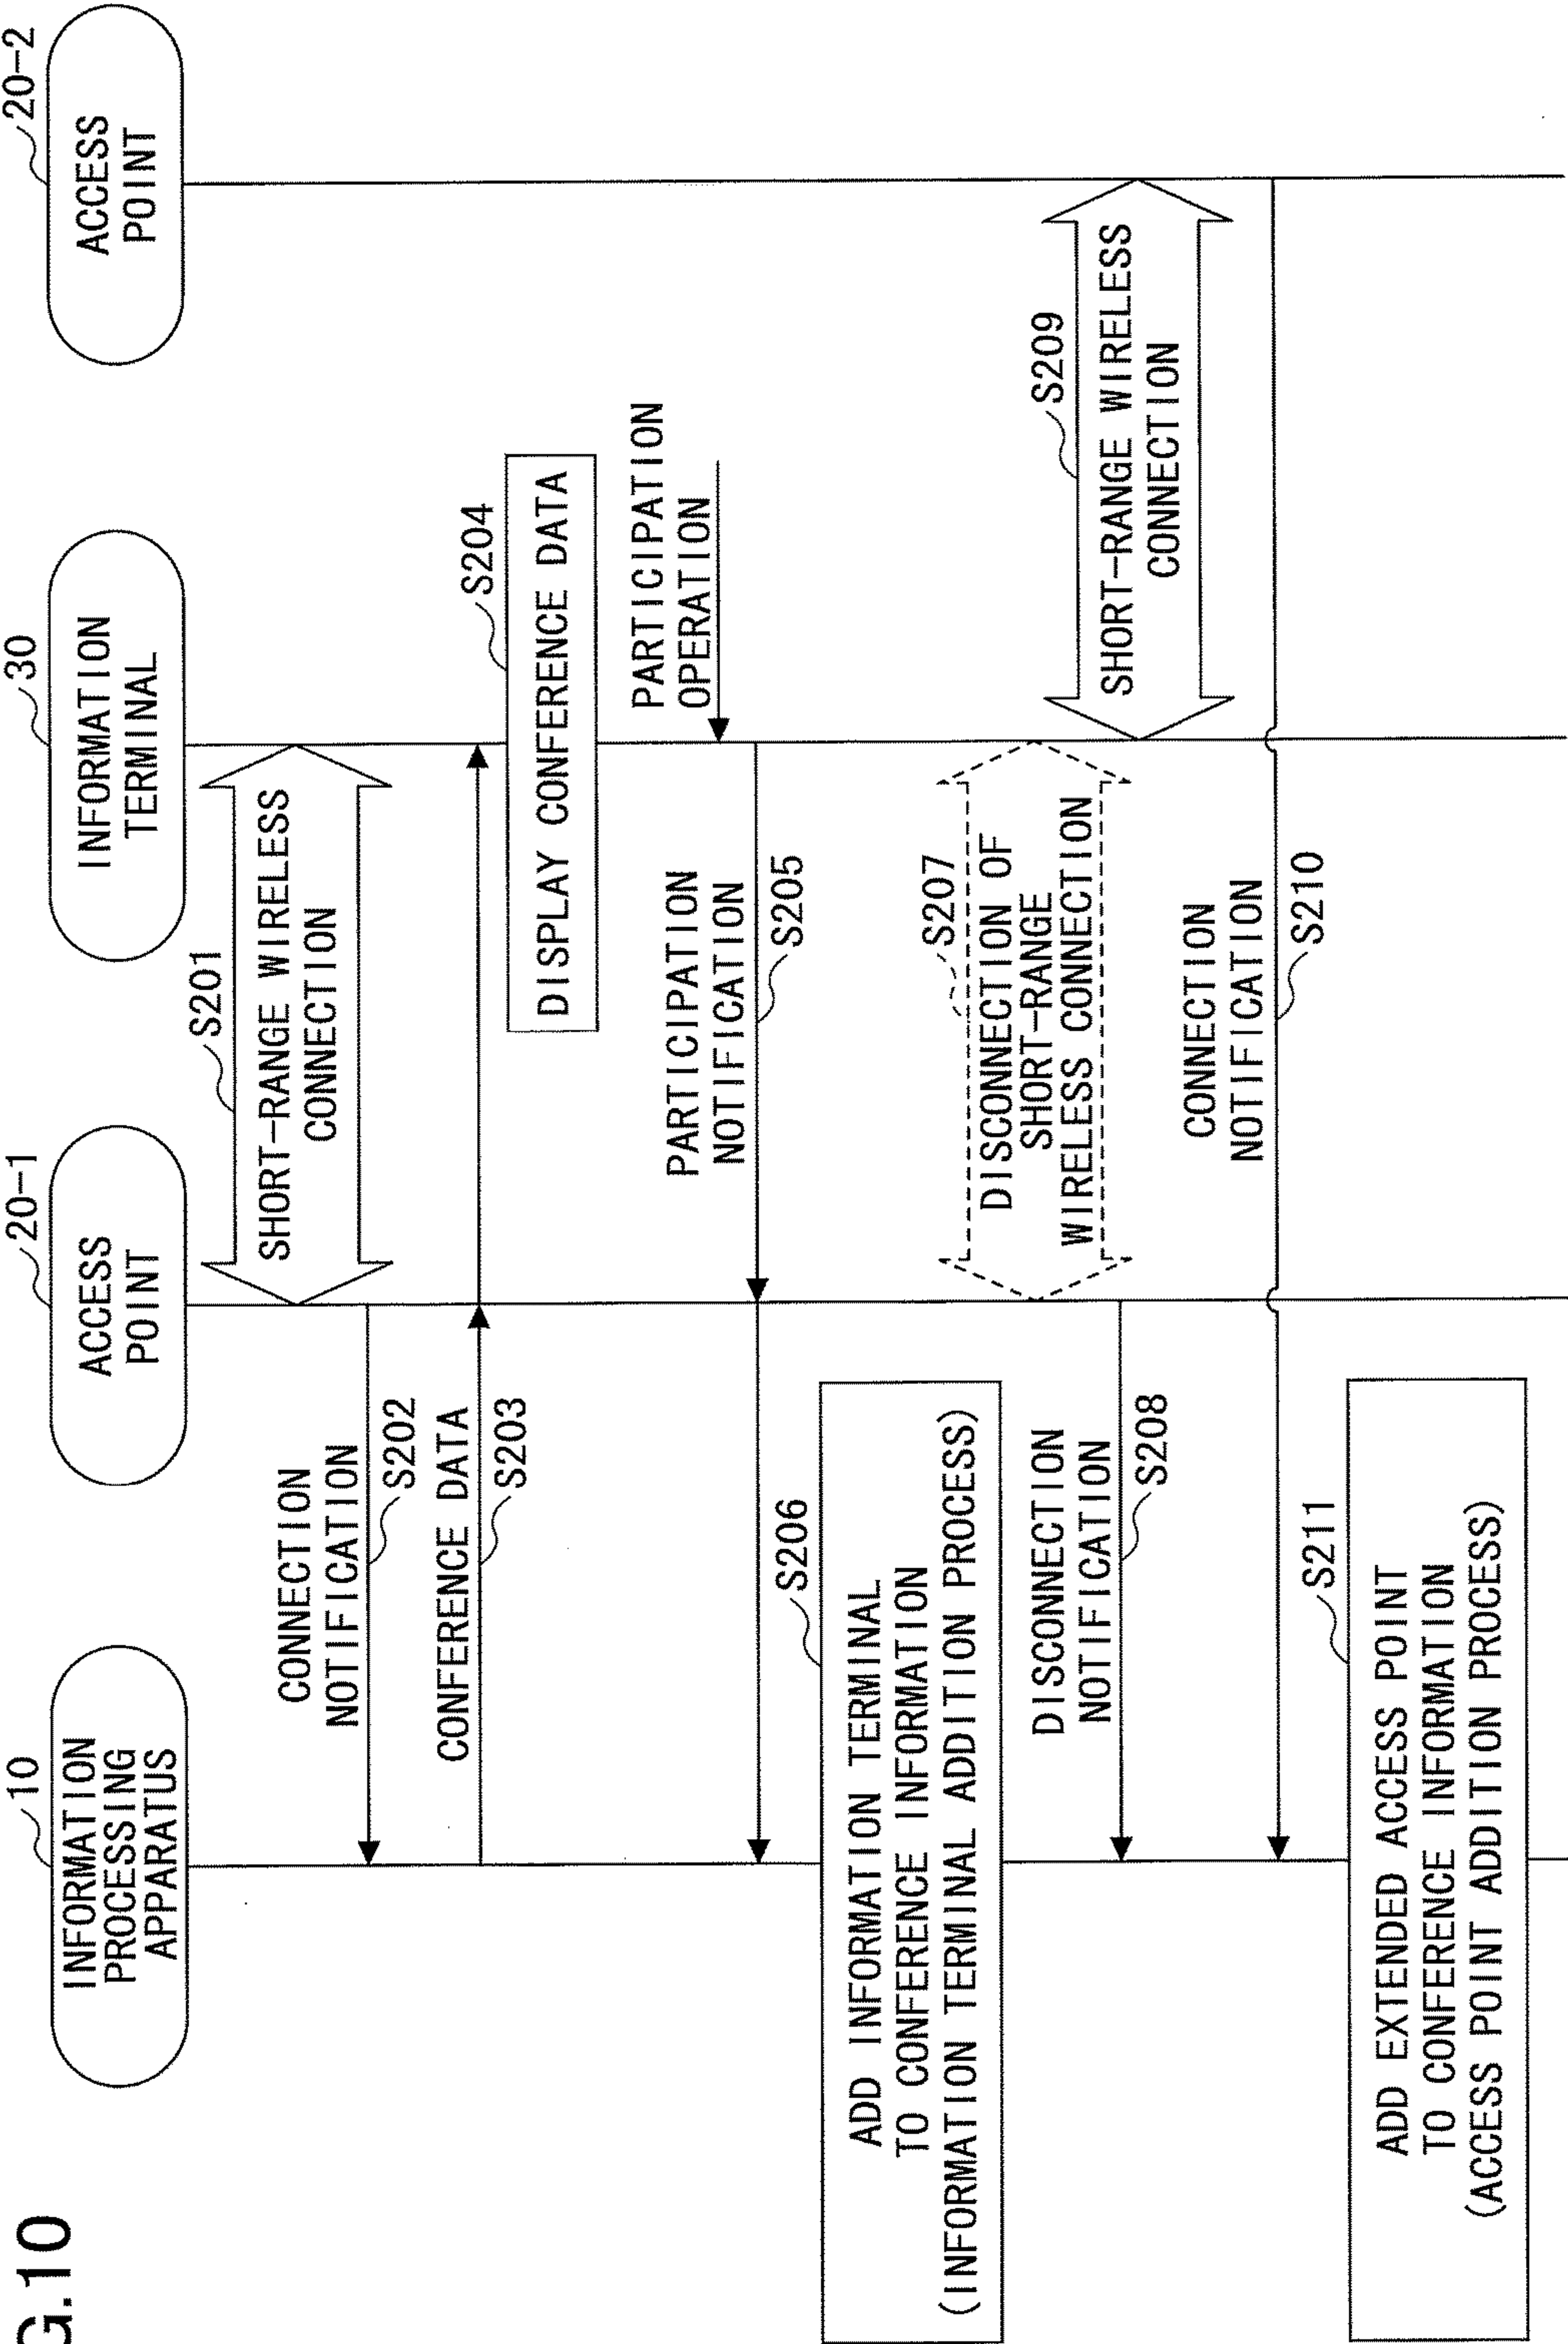 G.10
10
INFORMATION
PROCESSING
APPARATUS
20-1
ACCESS
POINT
30
INFORMATION
TERMINAL
20-2
ACCESS
POINT
S201
SHORT-RANGE WIRELESS
CONNECTION
CONNECTION
NOTIFICATION
S202
CONFERENCE DATA
S203
S204
DISPLAY CONFERENCE DATA
PARTICIPATION
OPERATION
PARTICIPATION
NOTIFICATION
S205
S206
ADD INFORMATION TERMINAL
TO CONFERENCE INFORMATION
(INFORMATION TERMINAL ADDITION PROCESS)
S207
DISCONNECTION OF
SHORT-RANGE
WIRELESS CONNECTION
DISCONNECTION
NOTIFICATION
S208
S209
SHORT-RANGE WIRELESS
CONNECTION
CONNECTION
NOTIFICATION
S210
S211
ADD EXTENDED ACCESS POINT
TO CONFERENCE INFORMATION
(ACCESS POINT ADDITION PROCESS)